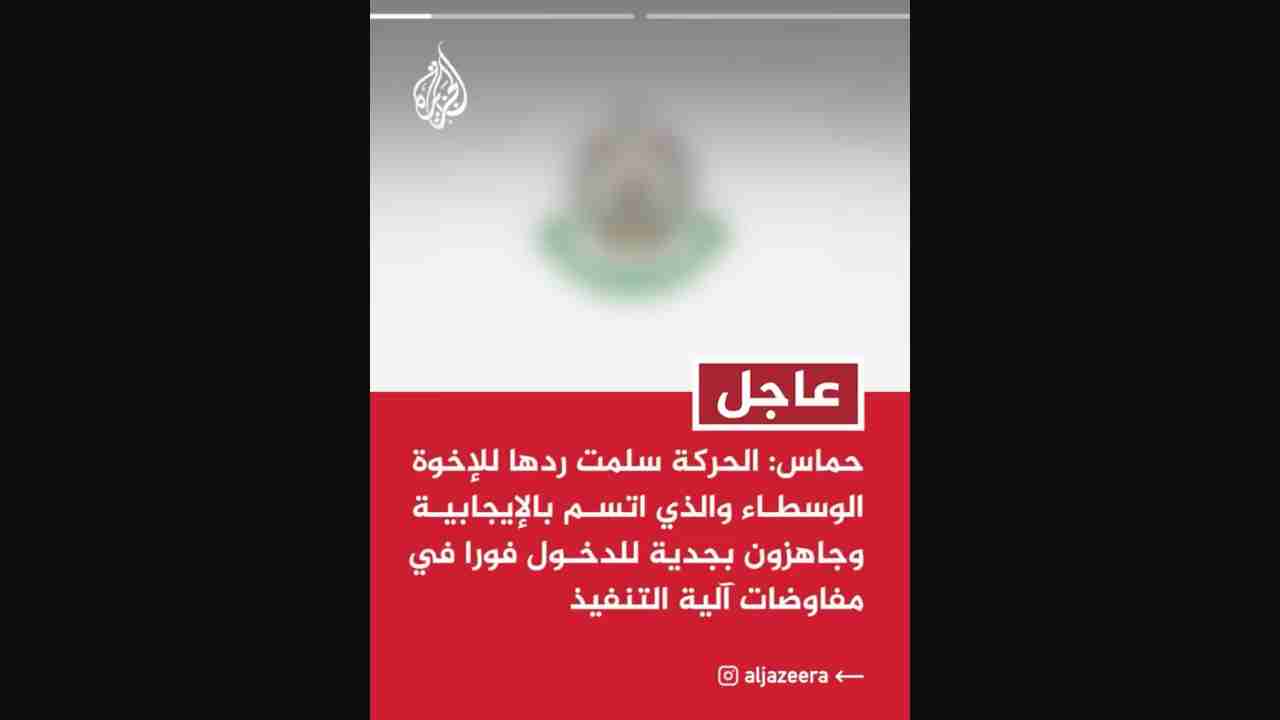 الجزيرة
عاجل
حماس: الحركة سلمت ردها للإخوة
الوسطاء والذي اتسم بالإيجابية
وجاهزون بجدية للدخول فورا في
مفاوضات آلية التنفيذ
aljazeera